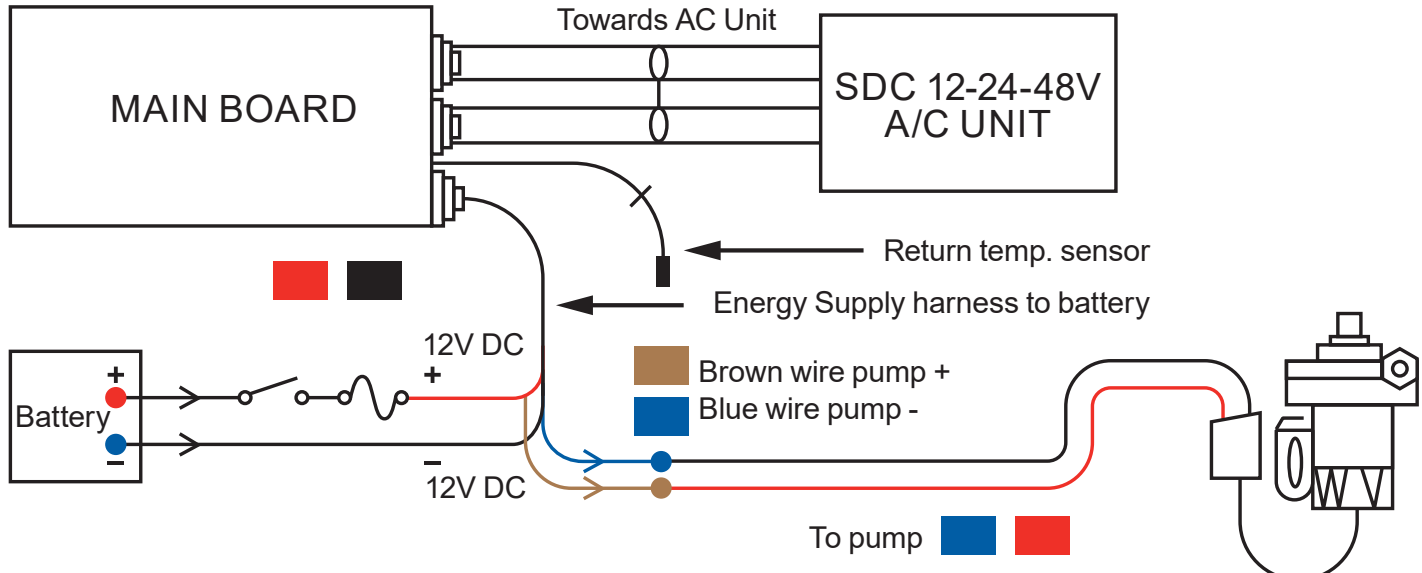 Towards AC Unit
MAIN BOARD
SDC 12-24-48V
A/C UNIT
Return temp. sensor
Energy Supply harness to battery
12V DC
+
+
Brown wire pump +
Battery
Blue wire pump -
–
–
12V DC
To pump